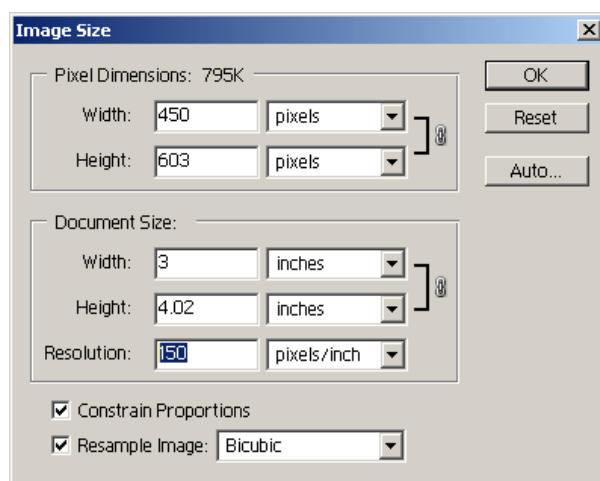 Image Size
Pixel Dimensions: 795K
OK
Width: 450 pixels
Reset
Height: 603 pixels
Auto...
Document Size:
Width: 3 inches
Height: 4.02 inches
Resolution: 150 pixels/inch
Constrain Proportions
Resample Image: Bicubic